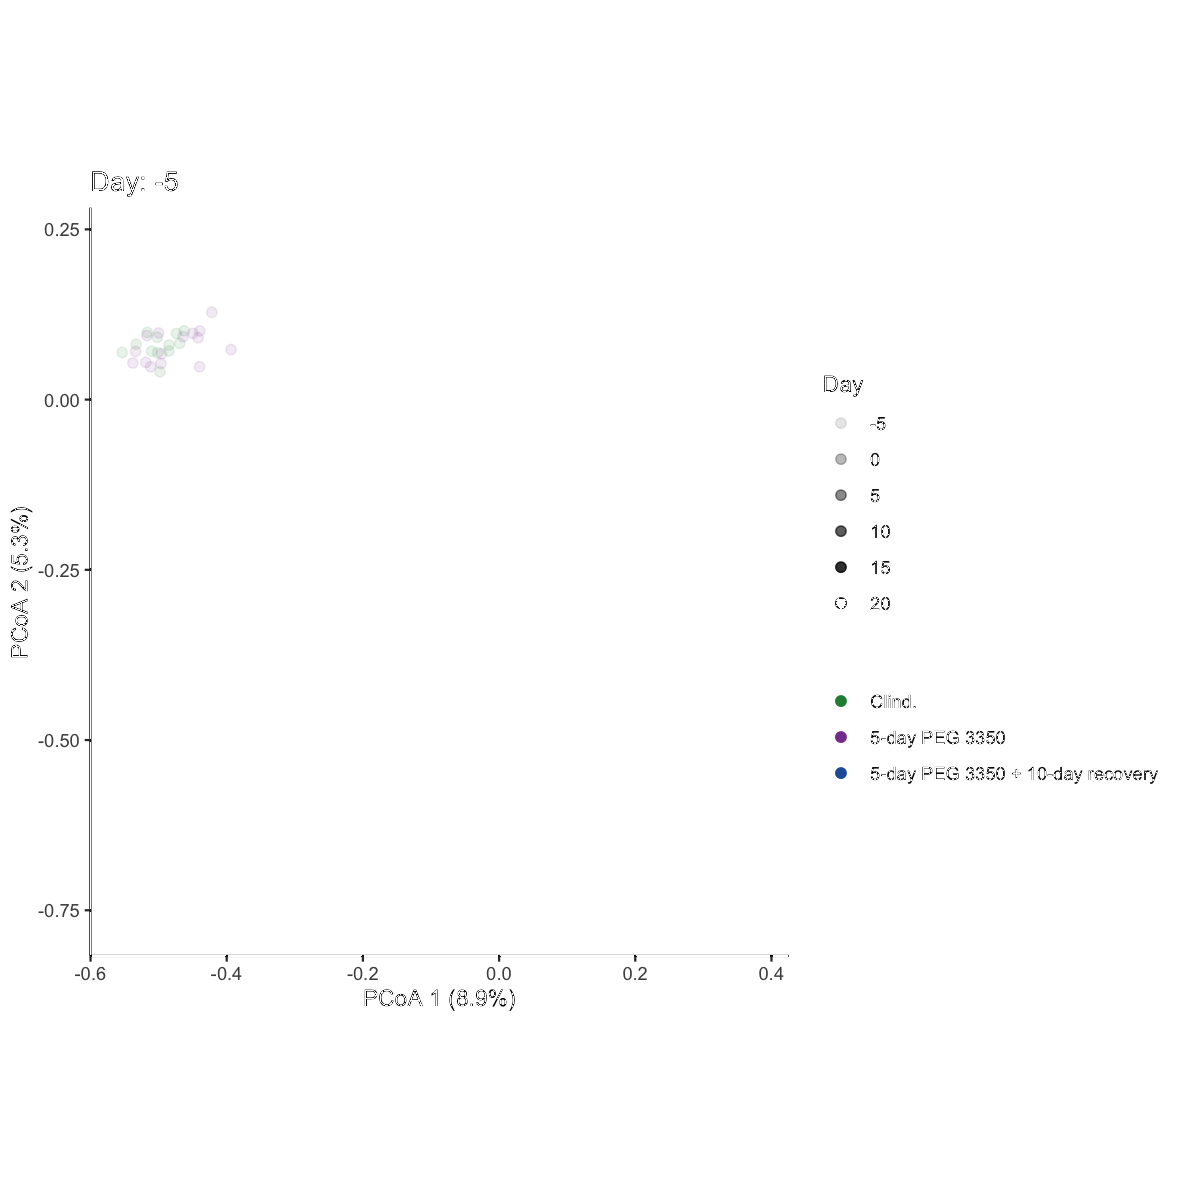 Day: -5
0.25
0.00
-0.25
-0.50
-0.75
PCoA 2 (5.3%)
-0.6 -0.4 -0.2 0.0 0.2 0.4
PCoA 1 (8.9%)
Day
-5
0
5
10
15
20
Clind.
5-day PEG 3350
5-day PEG 3350 + 10-day recovery